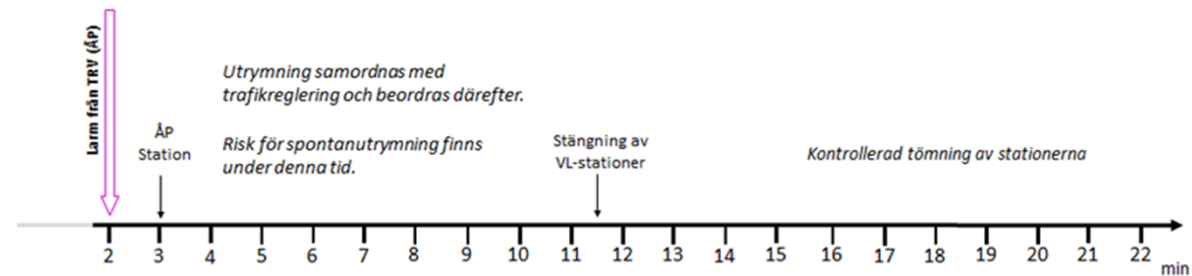 Larm från TRV (ÅP)
Utrymning samordnas med
trafikreglering och beordras därefter.
ÅP
Station
Risk för spontanutrymning finns
under denna tid.
Stängning av
VL-stationer
Kontrollerad tömning av stationerna
2 3 4 5 6 7 8 9 10 11 12 13 14 15 16 17 18 19 20 21 22
min